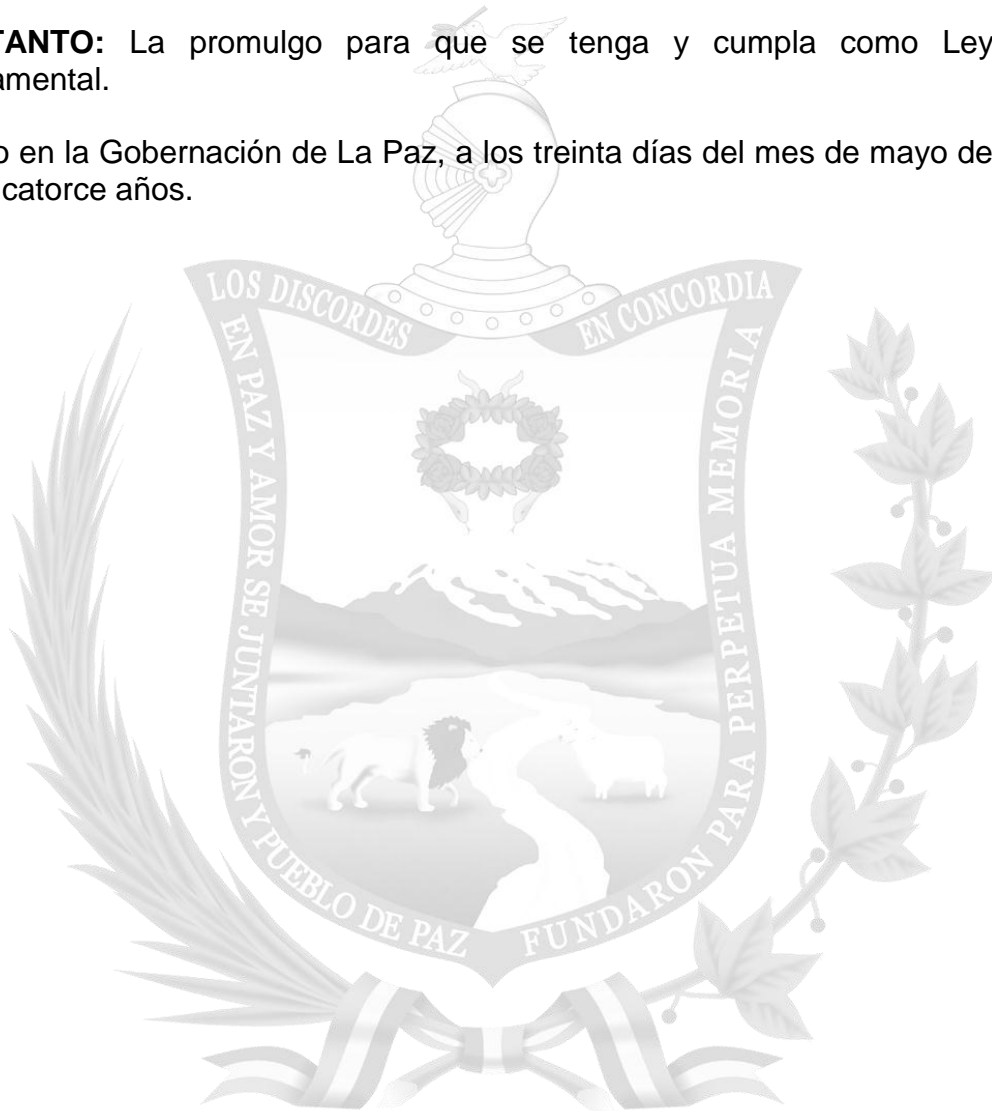 TANTO: La promulgo para que se tenga y cumpla como Ley
amental.
o en la Gobernación de La Paz, a los treinta días del mes de mayo de
catorce años.
LOS DISCORDES EN CONCORDIA
EN PAZ Y AMOR SE JUNTARON Y PUEBLO DE PAZ FUNDARON PARA PERPETUA MEMORIA